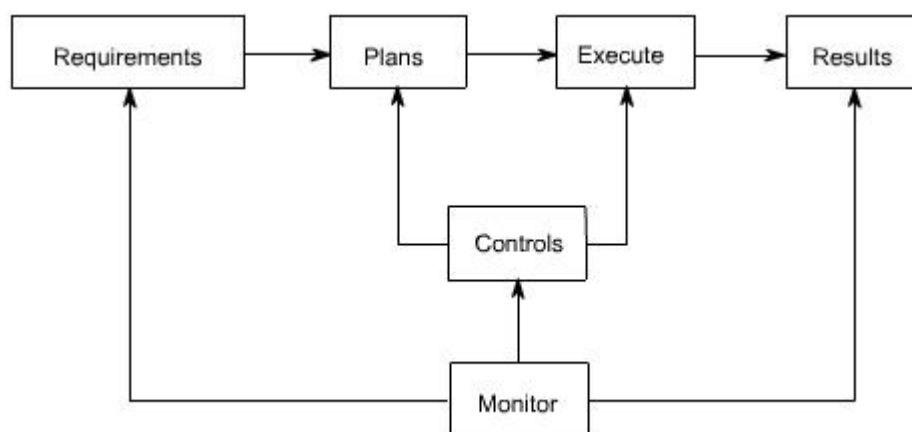 Requirements
Plans
Execute
Results
Controls
Monitor